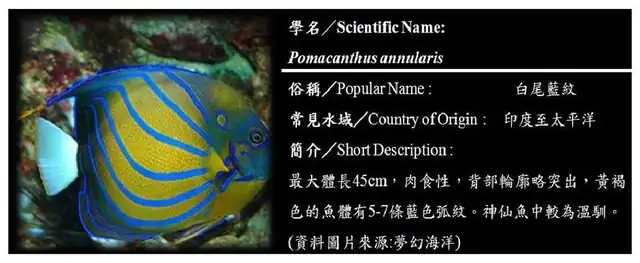 學名／Scientific Name:
Pomacanthus annularis
俗稱／Popular Name : 白尾藍紋
常見水域／Country of Origin : 印度至太平洋
簡介／Short Description :
最大體長45cm，肉食性，背部輪廓略突出，黃褐
色的魚體有5-7條藍色弧紋。神仙魚中較為溫馴。
(資料圖片來源:夢幻海洋)